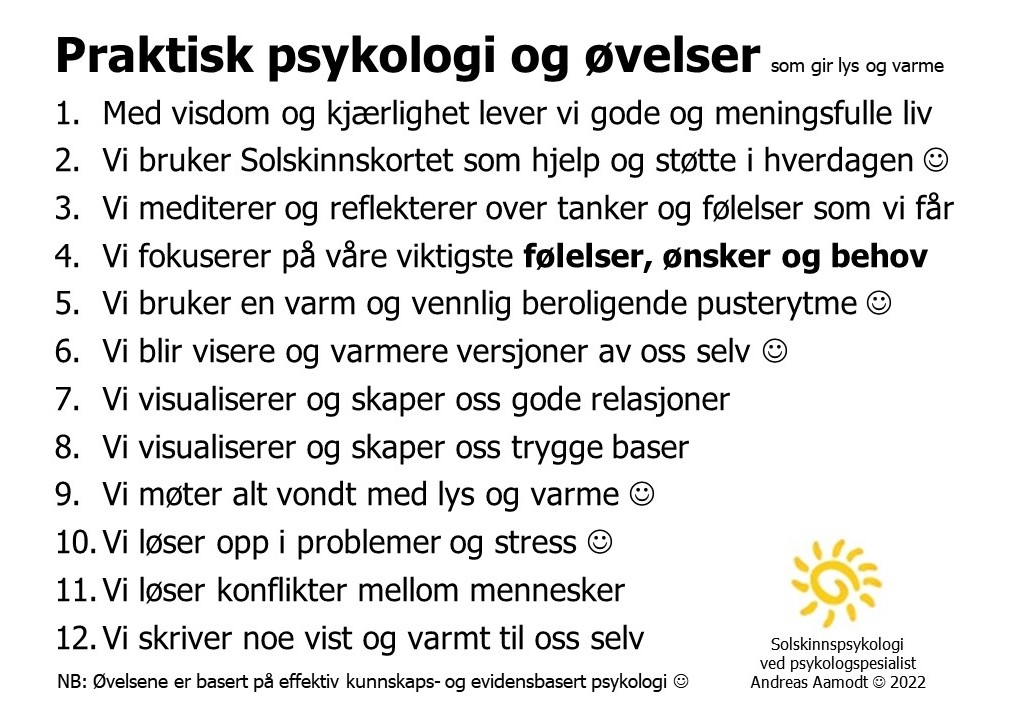 Praktisk psykologi og øvelser som gir lys og varme
1. Med visdom og kjærlighet lever vi gode og meningsfulle liv
2. Vi bruker Solskinnskortet som hjelp og støtte i hverdagen ☺
3. Vi mediterer og reflekterer over tanker og følelser som vi får
4. Vi fokuserer på våre viktigste følelser, ønsker og behov
5. Vi bruker en varm og vennlig beroligende pusterytme ☺
6. Vi blir visere og varmere versjoner av oss selv ☺
7. Vi visualiserer og skaper oss gode relasjoner
8. Vi visualiserer og skaper oss trygge baser
9. Vi møter alt vondt med lys og varme ☺
10. Vi løser opp i problemer og stress ☺
11. Vi løser konflikter mellom mennesker
12. Vi skriver noe vist og varmt til oss selv
NB: Øvelsene er basert på effektiv kunnskaps- og evidensbasert psykologi ☺
Solskinnspsykologi
ved psykologspesialist
Andreas Aamodt ☺ 2022